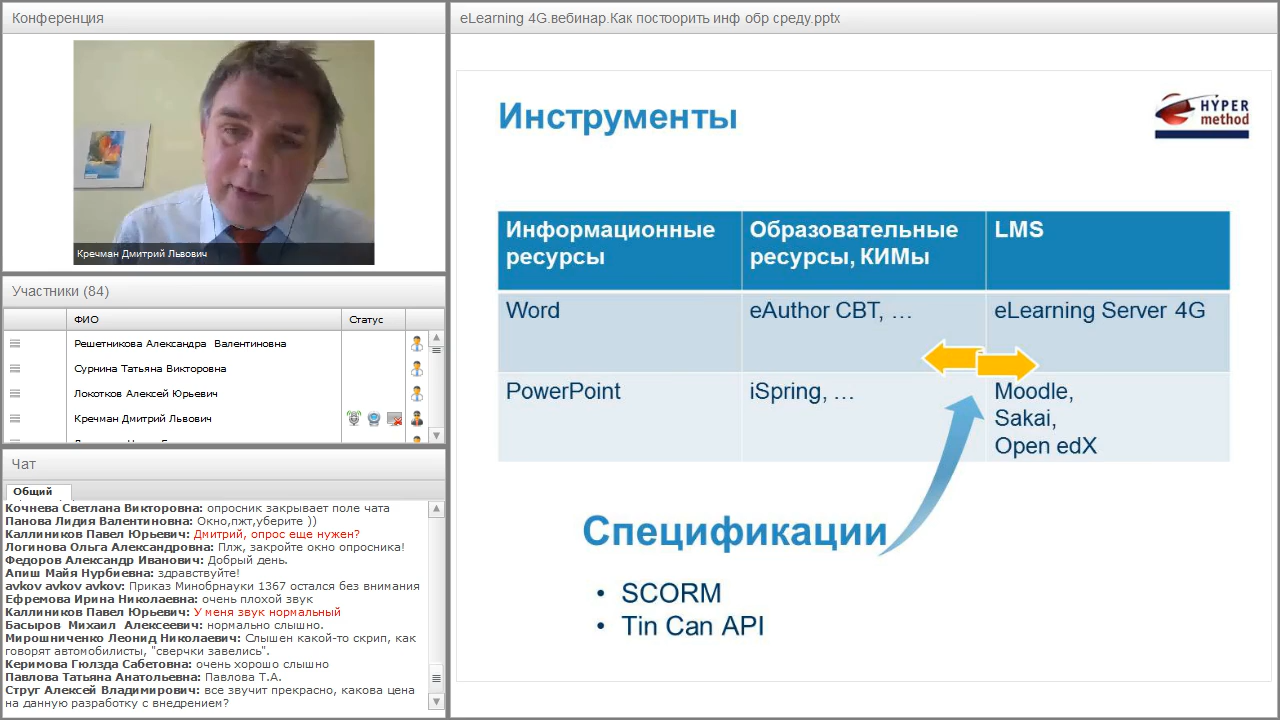 Конференция
Кречман Дмитрий Львович
Участники (84)
ФИО
Статус
Решетникова Александра Валентиновна
Сурнина Татьяна Викторовна
Локотков Алексей Юрьевич
Кречман Дмитрий Львович
Чат
Общий
Кочнева Светлана Викторовна: опросник закрывает поле чата
Панова Лидия Валентиновна: Окно,пжт,уберите ))
Каллиников Павел Юрьевич: Дмитрий, опрос еще нужен?
Логинова Ольга Александровна: Плж, закройте окно опросника!
Федоров Александр Иванович: Добрый день.
Апиш Майя Нурбиевна: здравствуйте!
avkov avkov avkov: Приказ Минобрнауки 1367 остался без внимания
Ефремова Ирина Николаевна: очень плохой звук
Каллиников Павел Юрьевич: У меня звук нормальный
Басыров Михаил Алексеевич: нормально слышно.
Мирошниченко Леонид Николаевич: Слышен какой-то скрип, как
говорят автомобилисты, "сверчки завелись".
Керимова Гюлзда Сабетовна: очень хорошо слышно
Павлова Татьяна Анатольевна: Павлова Т.А.
Струг Алексей Владимирович: все звучит прекрасно, какова цена
на данную разработку с внедрением?
eLearning 4G.вебинар.Как постоорить инф обр среду.pptx
Инструменты
HYPER
method
Информационные
ресурсы
Образовательные
ресурсы, КИМы
LMS
Word
eAuthor CBT, …
eLearning Server 4G
PowerPoint
iSpring, …
Moodle,
Sakai,
Open edX
Спецификации
• SCORM
• Tin Can API